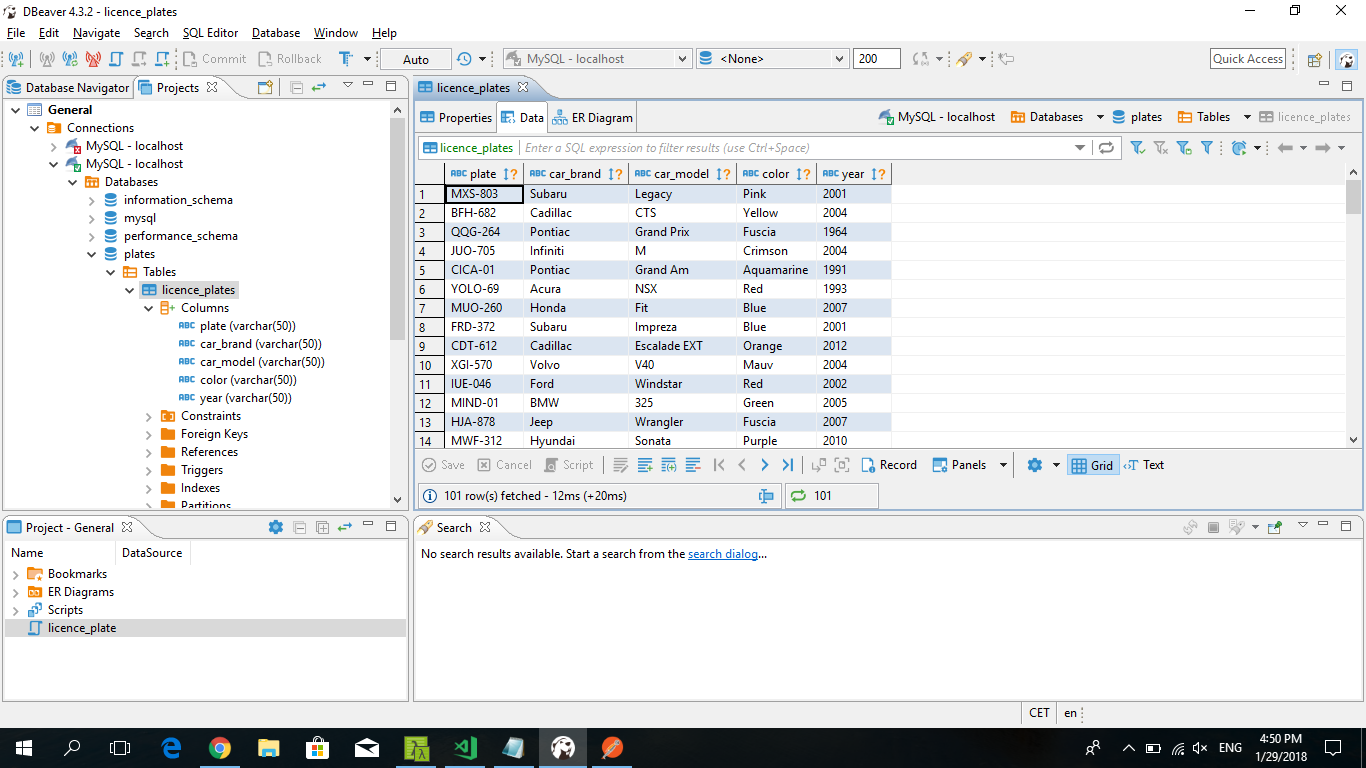 DBeaver 4.3.2 - licence_plates
File Edit Navigate Search SQL Editor Database Window Help
Commit Rollback Auto MySQL - localhost <None> 200 Quick Access
Database Navigator Projects
General
Connections
MySQL - localhost
MySQL - localhost
Databases
information_schema
mysql
performance_schema
plates
Tables
licence_plates
Columns
ABC plate (varchar(50))
ABC car_brand (varchar(50))
ABC car_model (varchar(50))
ABC color (varchar(50))
ABC year (varchar(50))
Constraints
Foreign Keys
References
Triggers
Indexes
Partitions
licence_plates
Properties Data ER Diagram MySQL - localhost Databases plates Tables licence_plates
licence_plates Enter a SQL expression to filter results (use Ctrl+Space)
ABC plate ABC car_brand ABC car_model ABC color ABC year
1 MXS-803 Subaru Legacy Pink 2001
2 BFH-682 Cadillac CTS Yellow 2004
3 QQG-264 Pontiac Grand Prix Fuscia 1964
4 JUO-705 Infiniti M Crimson 2004
5 CICA-01 Pontiac Grand Am Aquamarine 1991
6 YOLO-69 Acura NSX Red 1993
7 MUO-260 Honda Fit Blue 2007
8 FRD-372 Subaru Impreza Blue 2001
9 CDT-612 Cadillac Escalade EXT Orange 2012
10 XGI-570 Volvo V40 Mauv 2004
11 IUE-046 Ford Windstar Red 2002
12 MIND-01 BMW 325 Green 2005
13 HJA-878 Jeep Wrangler Fuscia 2007
14 MWF-312 Hyundai Sonata Purple 2010
Save Cancel Script Record Panels Grid Text
101 row(s) fetched - 12ms (+20ms) 101
Project - General
Name DataSource
Bookmarks
ER Diagrams
Scripts
licence_plate
Search
No search results available. Start a search from the search dialog...
CET en
ENG
4:50 PM
1/29/2018